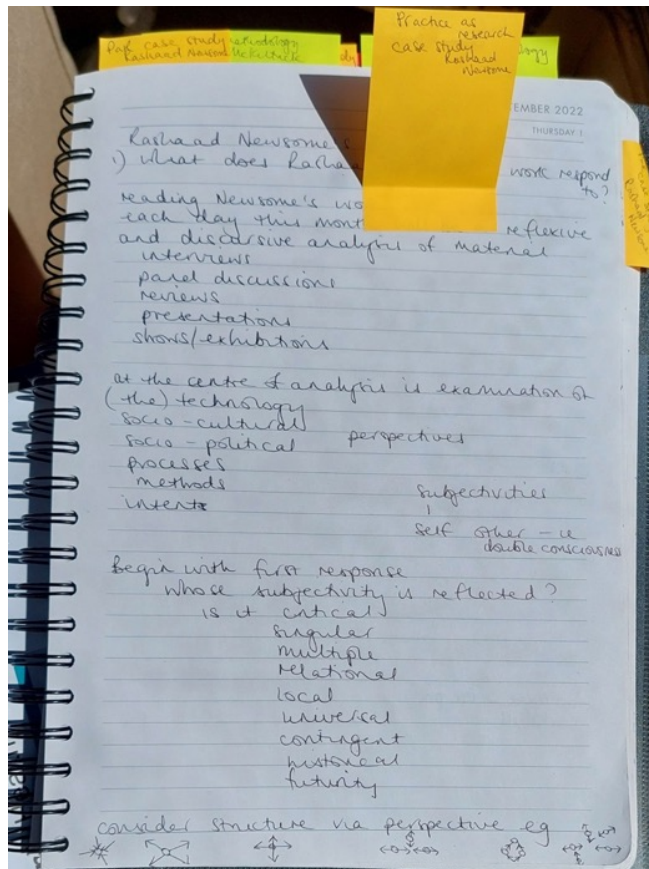 Past case study
Rashaad Newsome
Practice as
research
case study
Rashaad
Newsome
EMBER 2022
THURSDAY 1
Rashaad Newsome's
1) what does Rashaa work respond
to?
reading Newsome's wo
each day this mont reflexive
and discursive analysis of material
interviews
panel discussions
reviews
presentations
shows/exhibitions
at the centre of analysis is examination of
(the) technology
socio-cultural
socio-political perspectives
processes
methods
intents
subjectivities
self other - ie
double consciousness
Begin with first response
whose subjectivity is reflected?
is it critical
singular
multiple
relational
local
universal
contingent
historical
futurity
consider structure via perspective eg